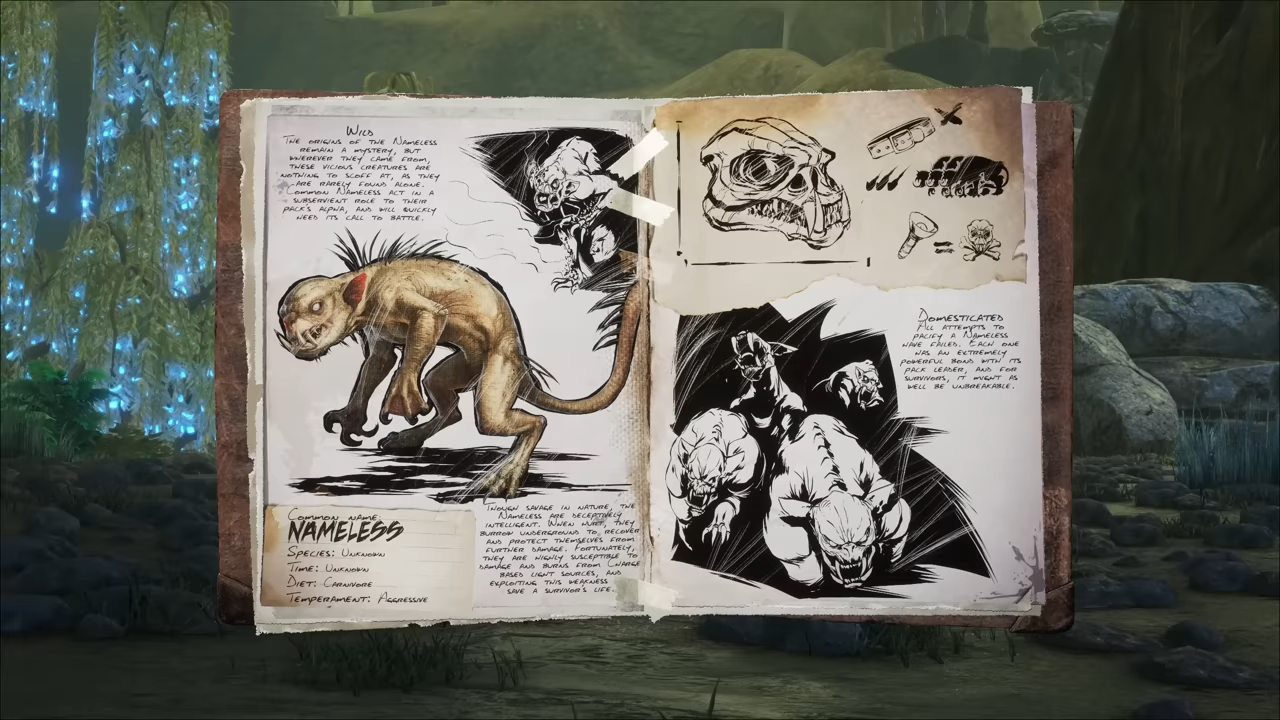 Wild
The origins of the Nameless
remain a mystery, but
wherever they came from,
these vicious creatures are
nothing to scoff at, as they
are rarely found alone.
Common Nameless act in a
subservient role to their
packs alpha, and will quickly
need its call to battle.
Common name:
NAMELESS
Species: Unknown
Time: Unknown
Diet: Carnivore
Temperament: Aggressive
Though savage in nature, the
Nameless are deceptively
intelligent. When hurt, they
burrow underground to recover
and protect themselves from
further damage. Fortunately,
they are highly susceptible to
damage and burns from Charge
based light sources, and
exploiting this weakness
save a survivor's life.
Domesticated
All attempts to
pacify a Nameless
have failed. Each one
has an extremely
powerful bond with its
pack leader, and for
survivors, it might as
well be unbreakable.